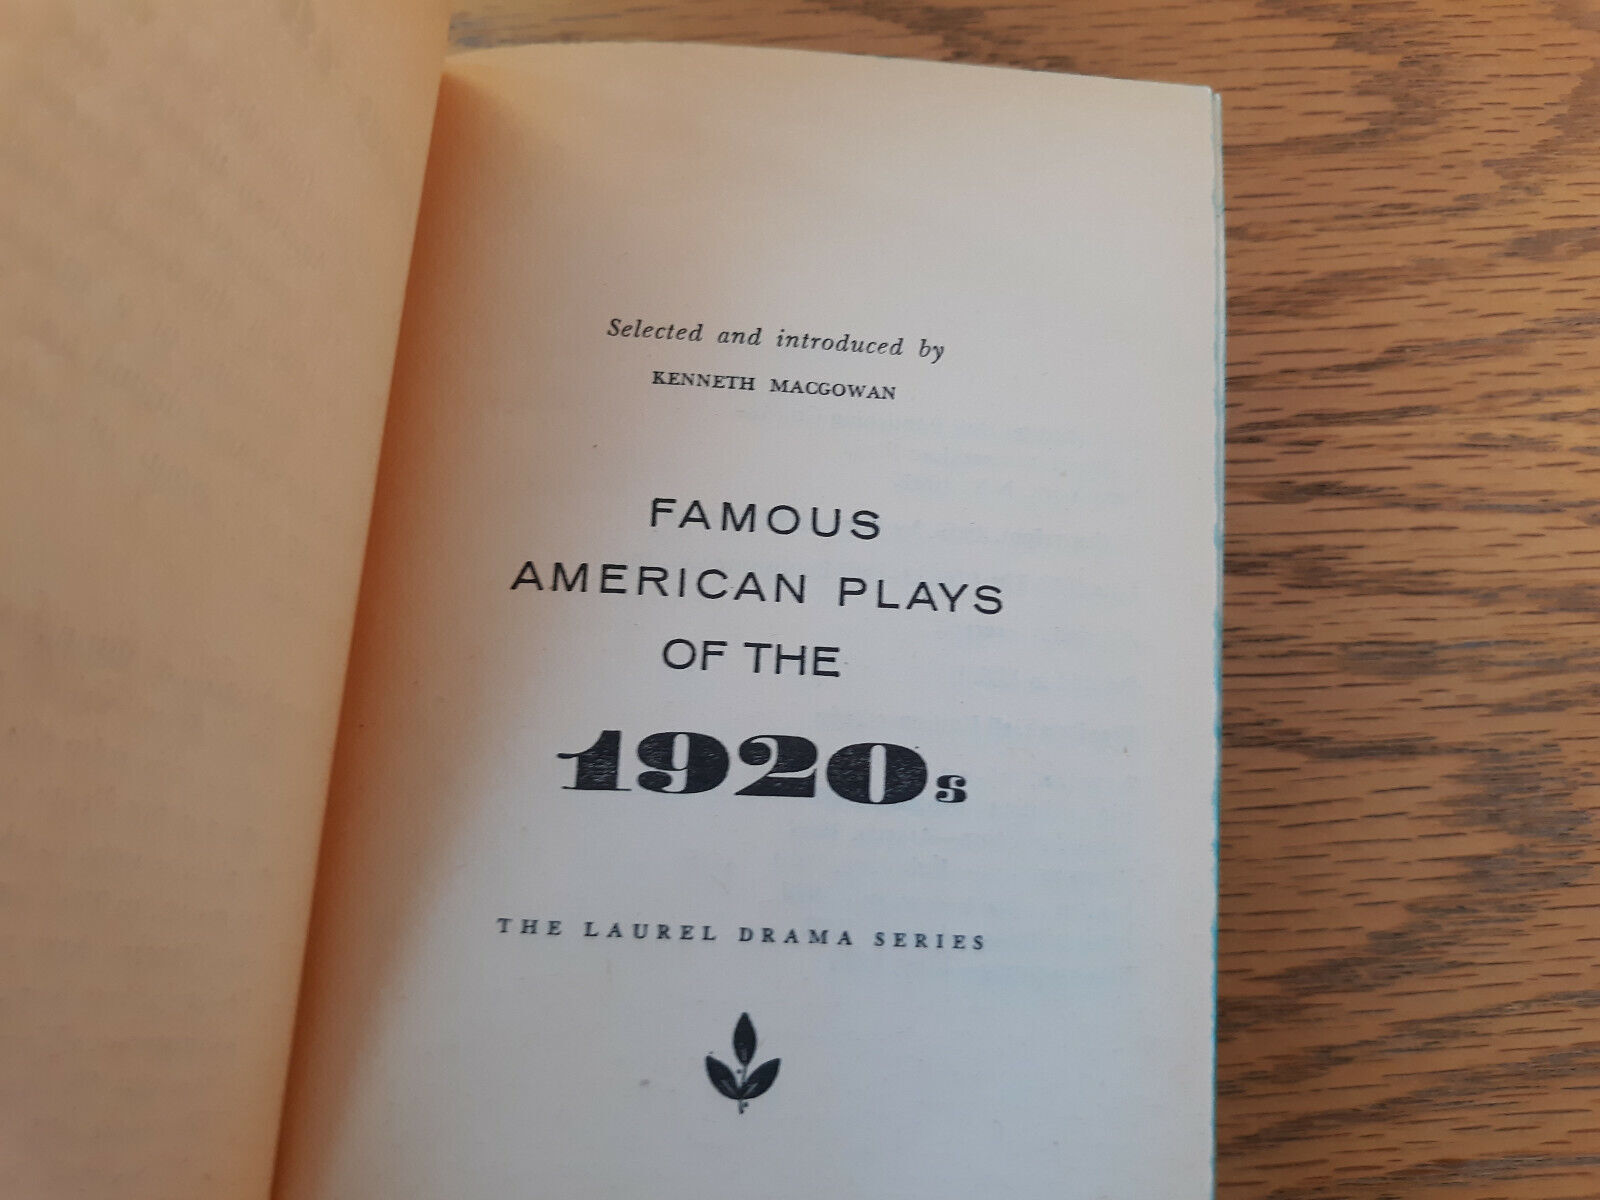 Selected and introduced by
KENNETH MACGOWAN
FAMOUS
AMERICAN PLAYS
OF THE
1920s
THE LAUREL DRAMA SERIES